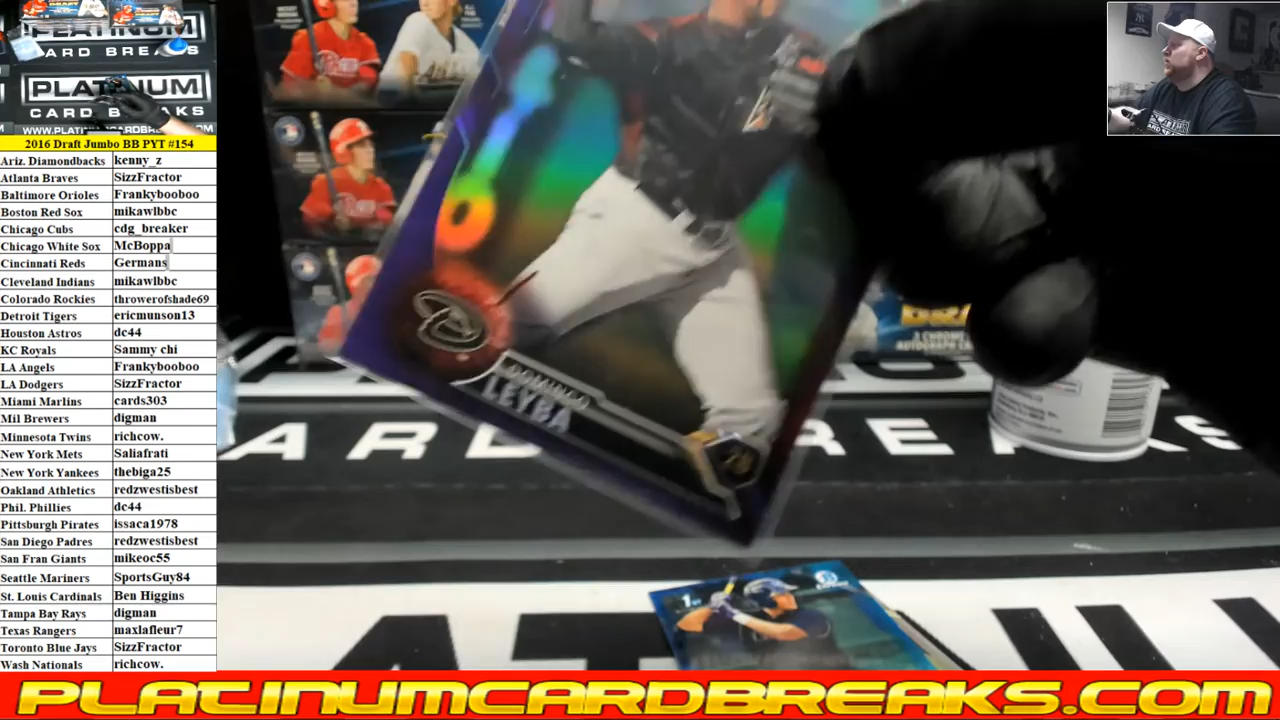 PLATINUM
CARD BREAKS
PLATINUM
CARD BREAKS
WWW.PLATINUMCARDBREAKS.COM
2016 Draft Jumbo BB PYT #154
Ariz. Diamondbacks kenny_z
Atlanta Braves SizzFractor
Baltimore Orioles Frankybooboo
Boston Red Sox mikawlbbc
Chicago Cubs cdg_breaker
Chicago White Sox McBoppa
Cincinnati Reds Germans
Cleveland Indians mikawlbbc
Colorado Rockies throwerofshade69
Detroit Tigers ericmunson13
Houston Astros dc44
KC Royals Sammy chi
LA Angels Frankybooboo
LA Dodgers SizzFractor
Miami Marlins cards303
Mil Brewers digman
Minnesota Twins richcow.
New York Mets Saliafrati
New York Yankees thebiga25
Oakland Athletics redzwestisbest
Phil. Phillies dc44
Pittsburgh Pirates issaca1978
San Diego Padres redzwestisbest
San Fran Giants mikeoc55
Seattle Mariners SportsGuy84
St. Louis Cardinals Ben Higgins
Tampa Bay Rays digman
Texas Rangers maxlafleur7
Toronto Blue Jays SizzFractor
Wash Nationals richcow.
DOMINGO
LEYBA
CARD BREAKS
1ST
PLATINUMCARDBREAKS.COM